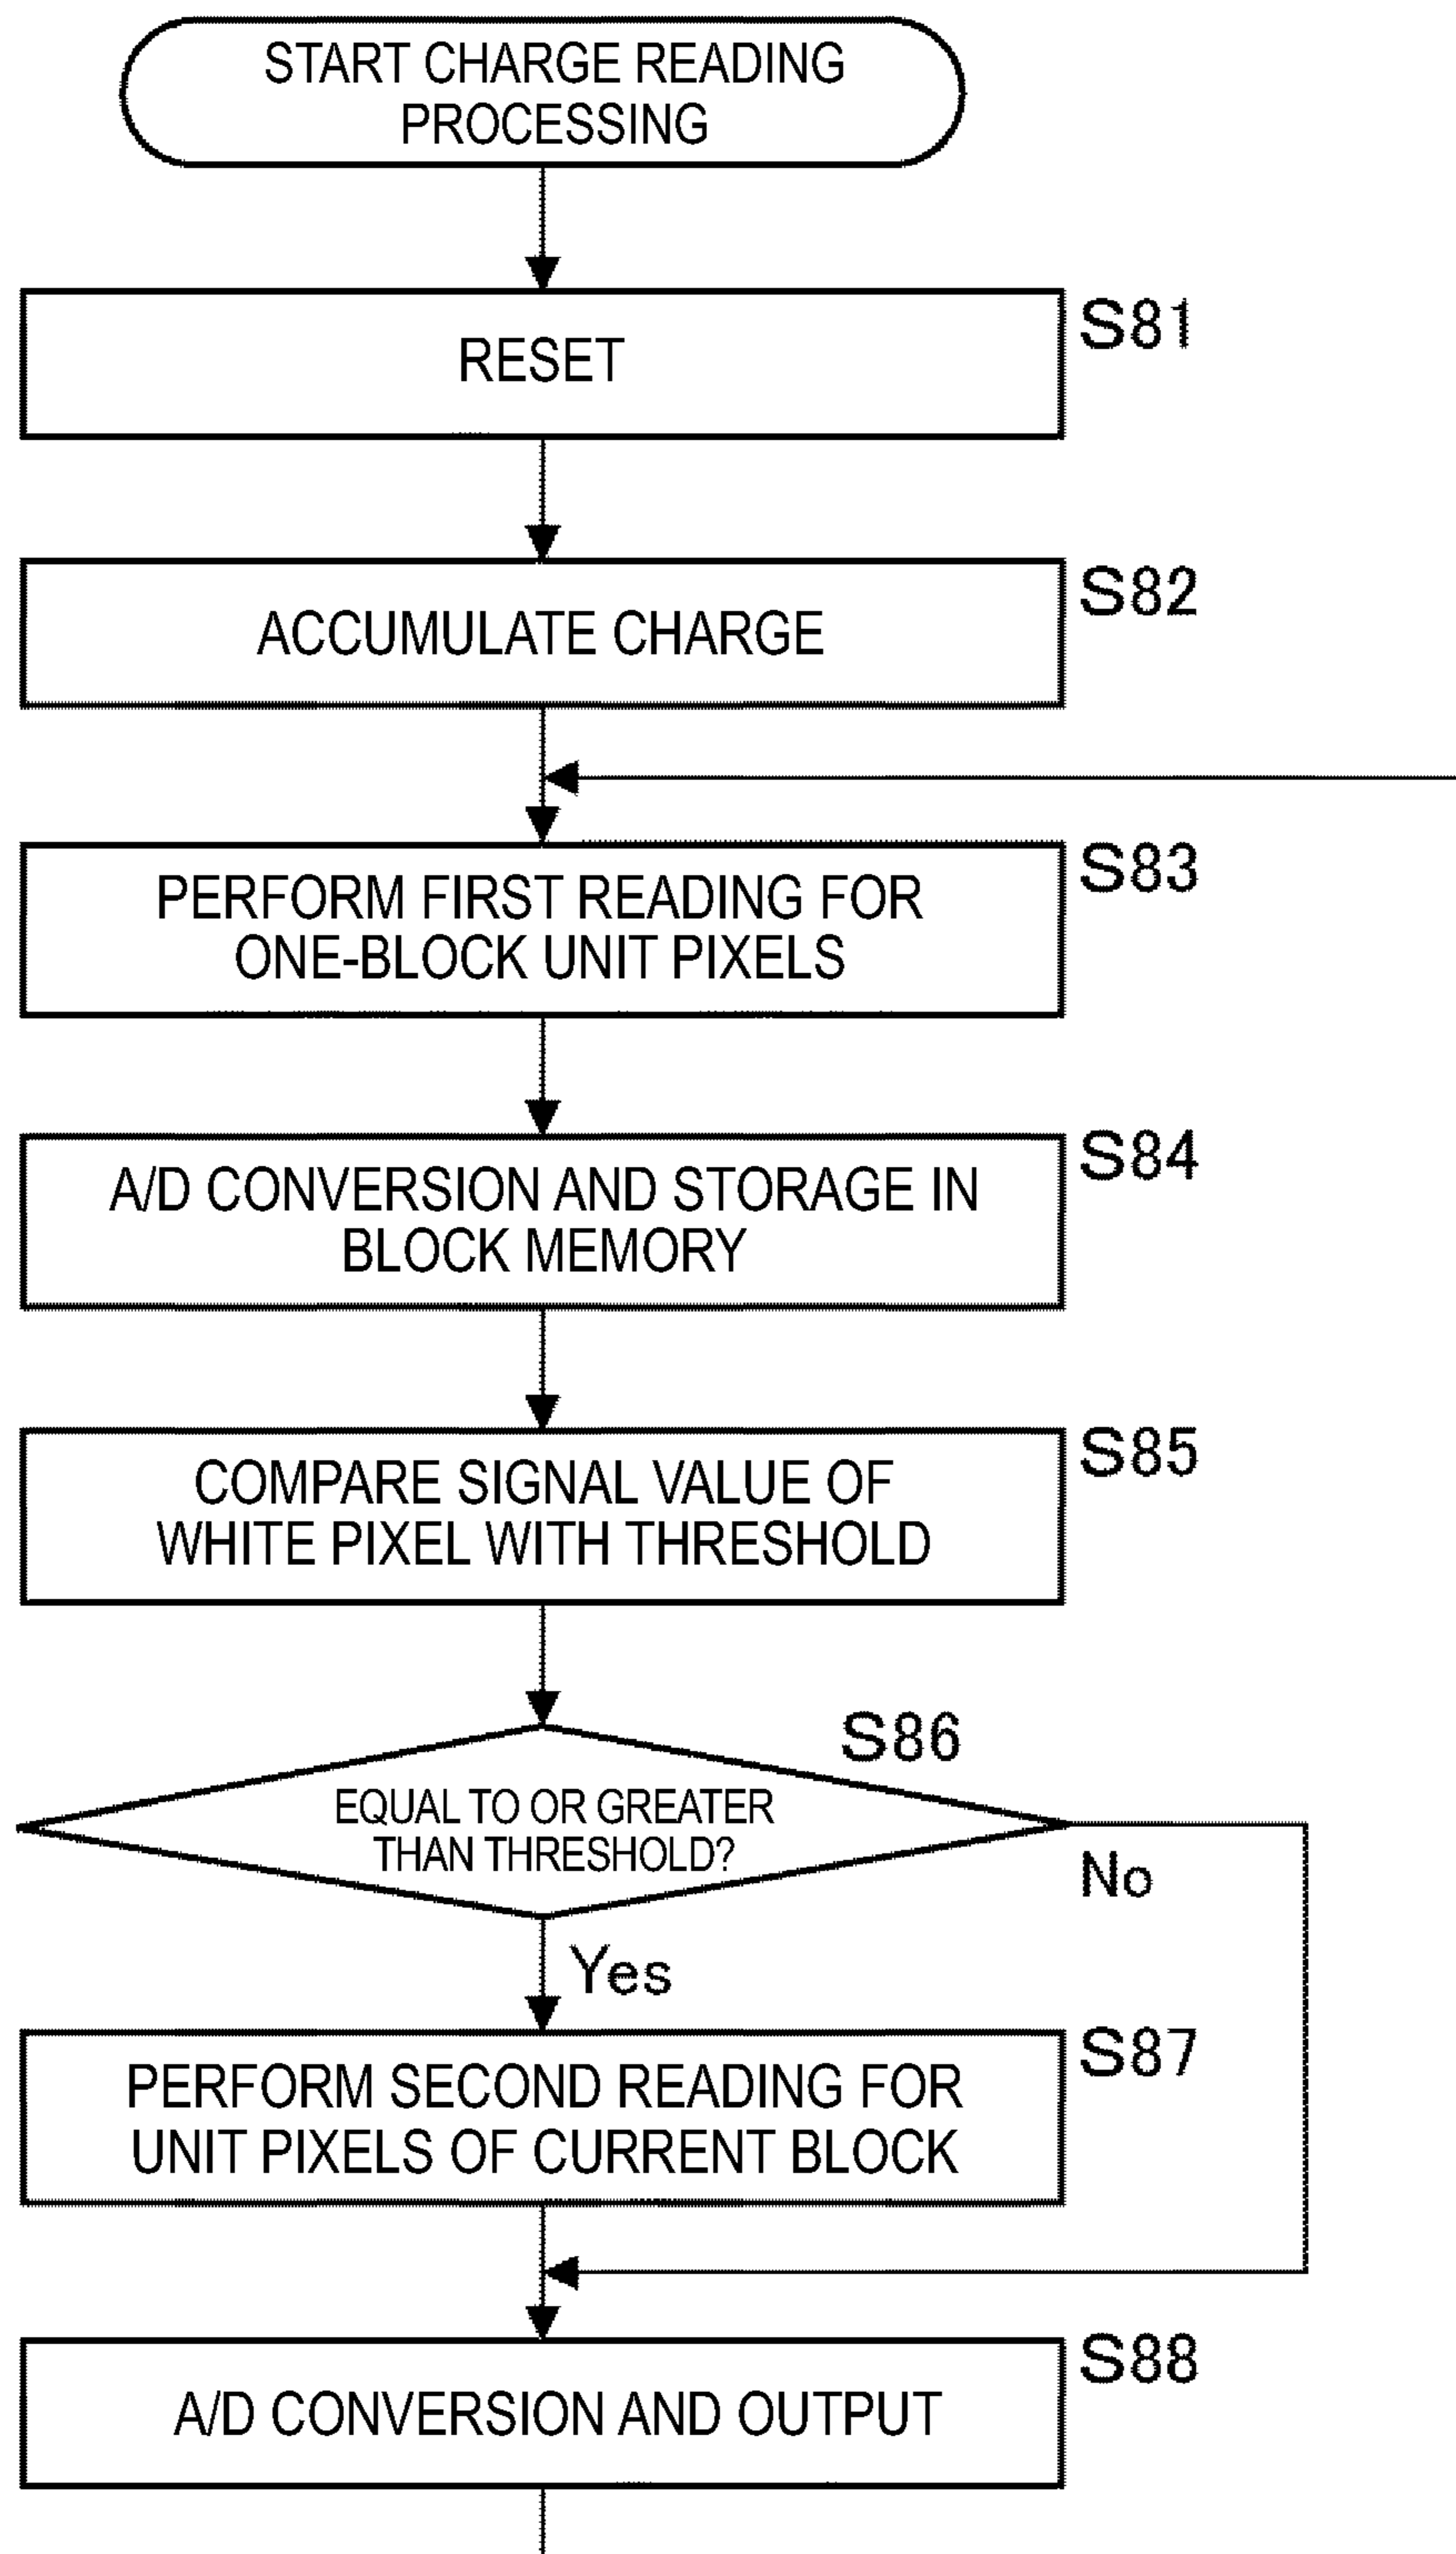 START CHARGE READING
PROCESSING
RESET
S81
ACCUMULATE CHARGE
S82
PERFORM FIRST READING FOR
ONE-BLOCK UNIT PIXELS
S83
A/D CONVERSION AND STORAGE IN
BLOCK MEMORY
S84
COMPARE SIGNAL VALUE OF
WHITE PIXEL WITH THRESHOLD
S85
S86
EQUAL TO OR GREATER
THAN THRESHOLD?
No
Yes
PERFORM SECOND READING FOR
UNIT PIXELS OF CURRENT BLOCK
S87
A/D CONVERSION AND OUTPUT
S88